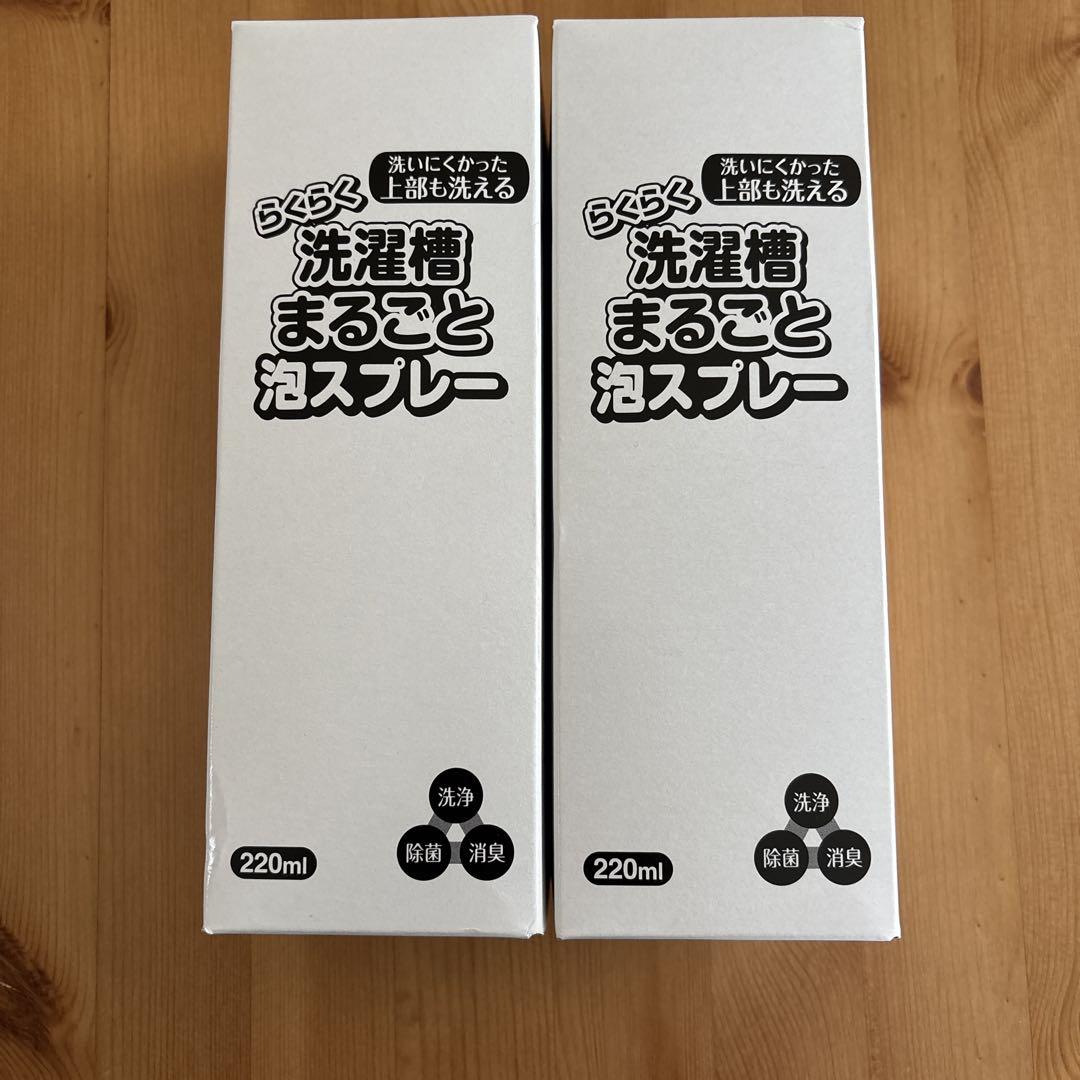 洗いにくかった
上部も洗える
らくらく
洗濯槽
まるごと
泡スプレー
洗浄
除菌
消臭
220ml
洗いにくかった
上部も洗える
らくらく
洗濯槽
まるごと
泡スプレー
洗浄
除菌
消臭
220ml